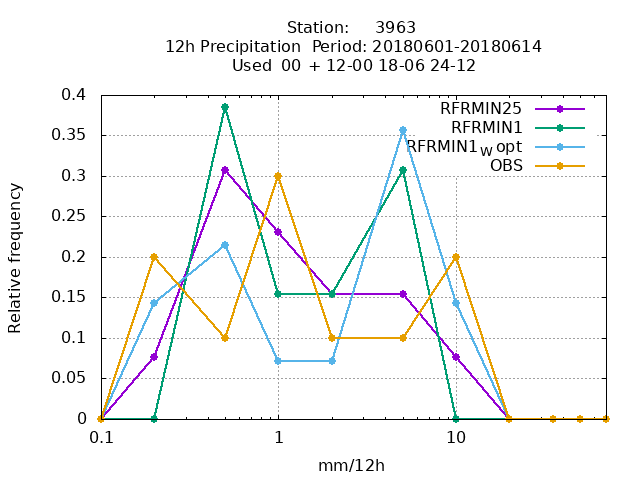 Station:     3963
12h Precipitation  Period: 20180601-20180614
Used  00 + 12-00 18-06 24-12
RFRMIN25
RFRMIN1
RFRMIN1_W opt
OBS
Relative frequency
0.4
0.35
0.3
0.25
0.2
0.15
0.1
0.05
0
0.1 1 10
mm/12h